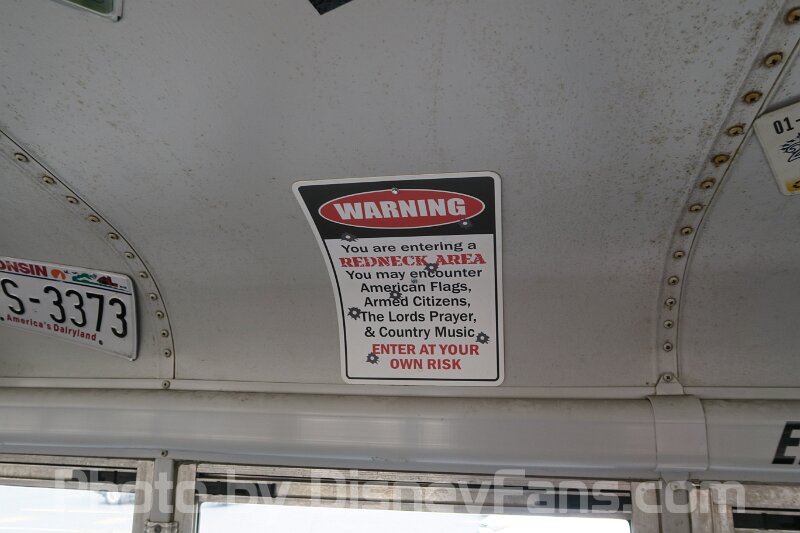 WARNING
You are entering a
REDNECK AREA
You may encounter
American Flags,
Armed Citizens,
The Lords Prayer,
& Country Music
ENTER AT YOUR
OWN RISK
S-3373
America's Dairyland
01-
Photo by DisneyFans.com